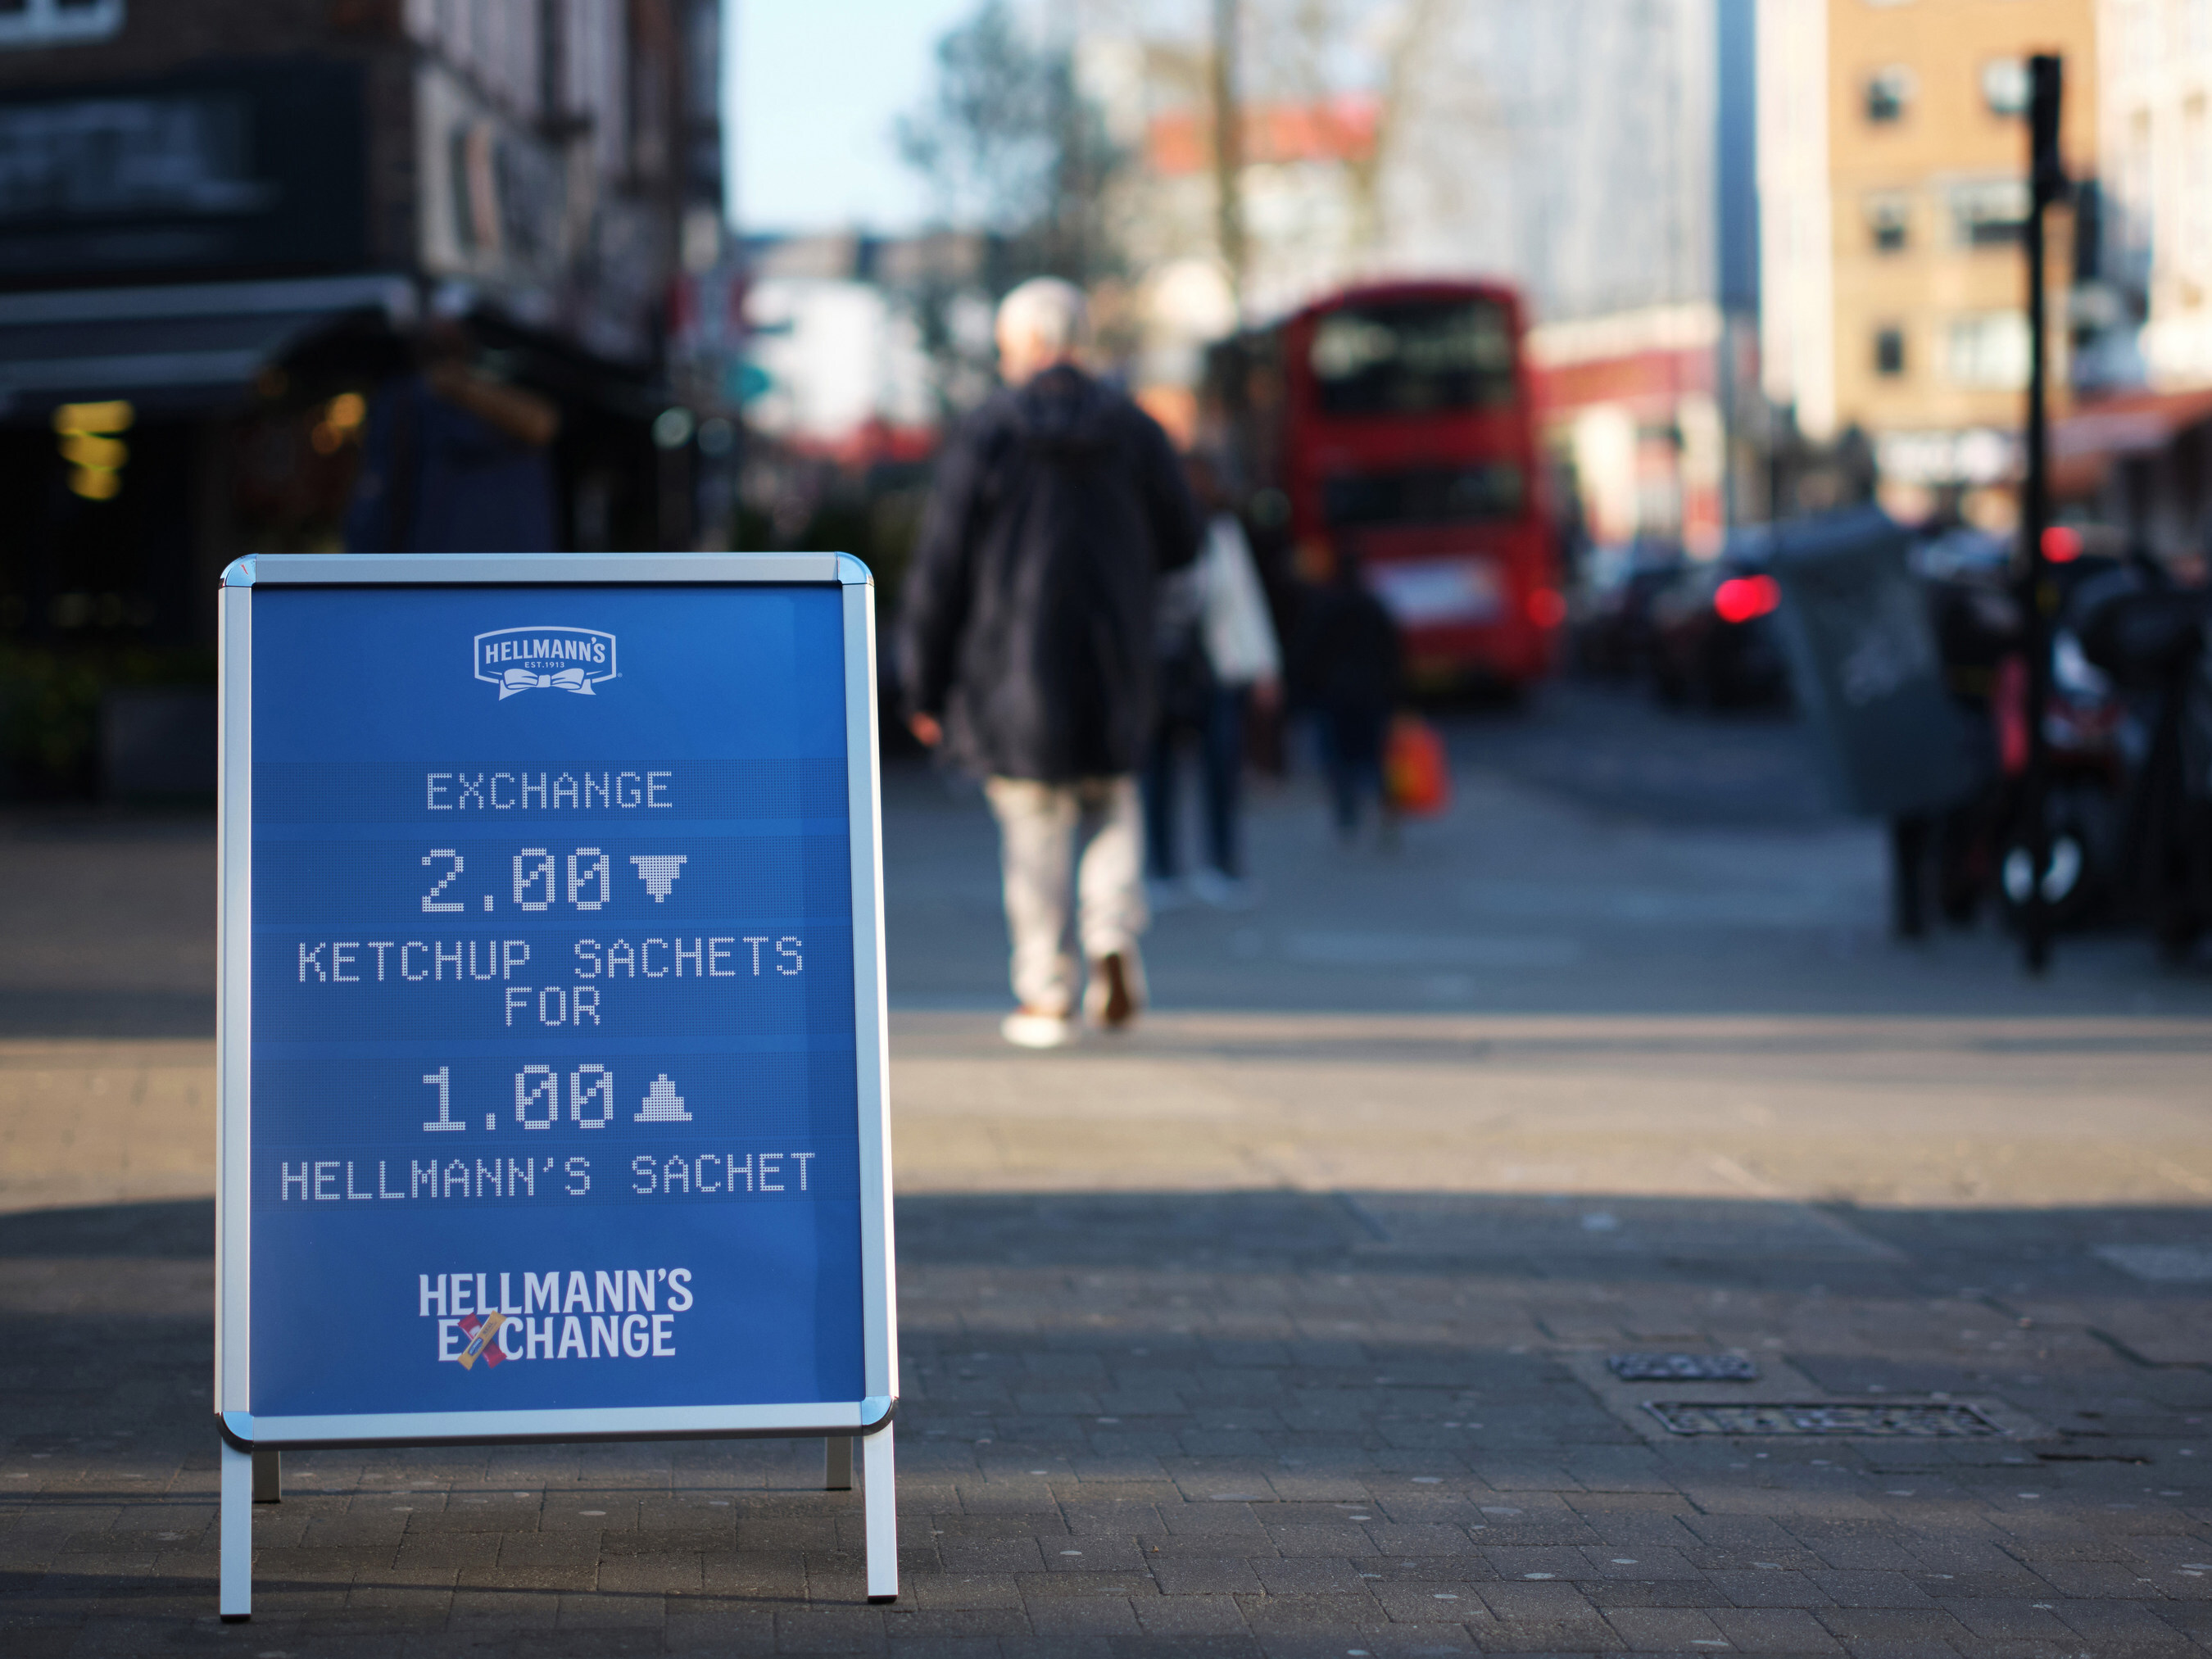 HELLMANN'S
EST.1913
EXCHANGE
2.00▼
KETCHUP SACHETS
FOR
1.00▲
HELLMANN'S SACHET
HELLMANN'S
EXCHANGE